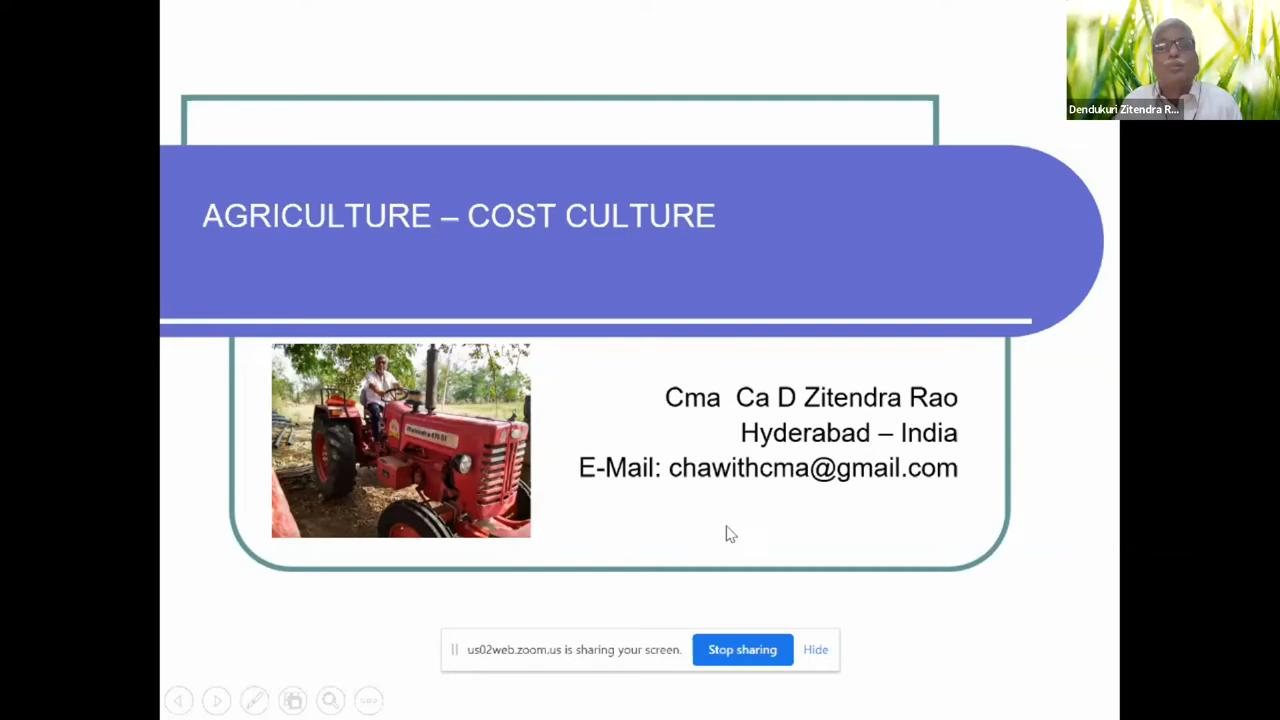 Dendukuri Zitendra R...
AGRICULTURE – COST CULTURE
Cma Ca D Zitendra Rao
Hyderabad – India
E-Mail: chawithcma@gmail.com
us02web.zoom.us is sharing your screen. Stop sharing Hide